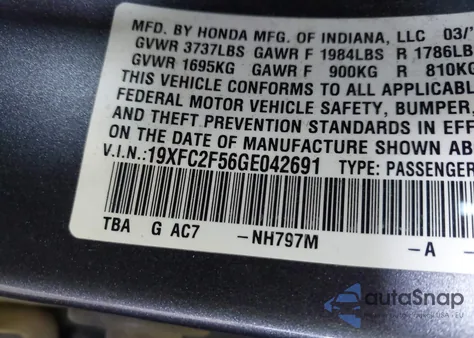 MFD. BY HONDA MFG. OF INDIANA, LLC 03/
GVWR 3737LBS GAWR F 1984LBS R 1786LB
GVWR 1695KG GAWR F 900KG R 810KG
THIS VEHICLE CONFORMS TO ALL APPLICABL
FEDERAL MOTOR VEHICLE SAFETY, BUMPER,
AND THEFT PREVENTION STANDARDS IN EFFE
ON THE DATE OF MANUFACTURE SHOWN AB
V.I.N.:19XFC2F56GE042691 TYPE: PASSENGER
TBA G AC7 -NH797M -A -
autoSnap